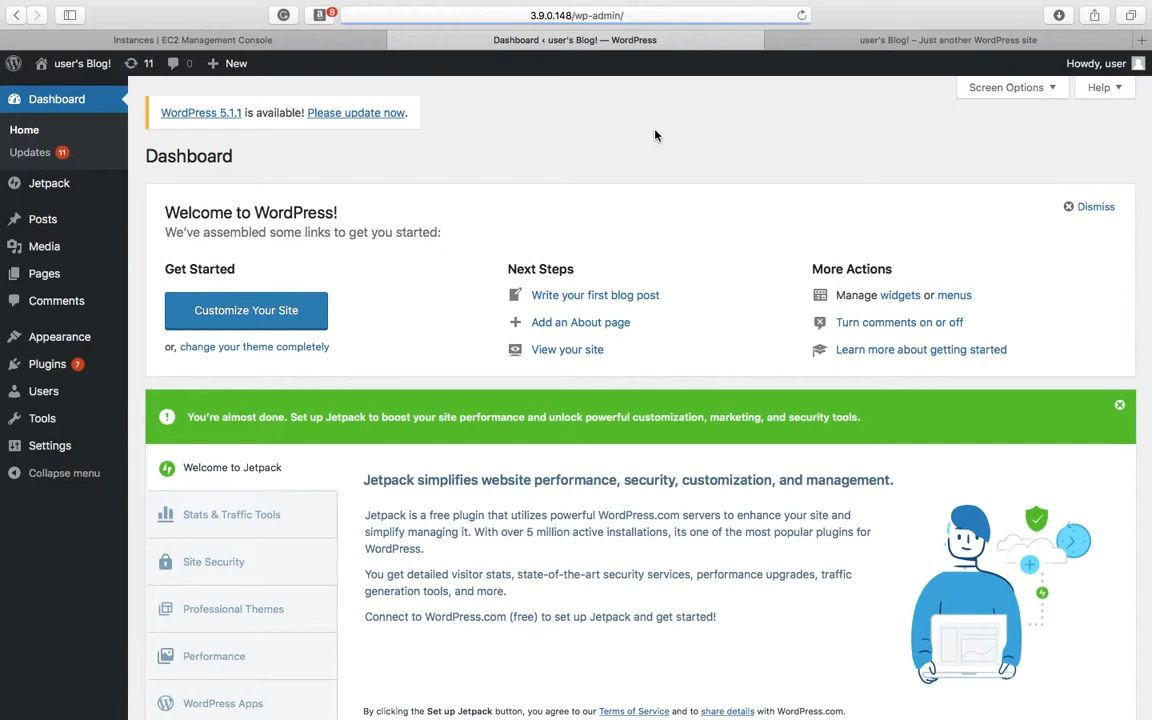 8
3.9.0.148/wp-admin/
Instances | EC2 Management Console
Dashboard ‹ user's Blog! — WordPress
user's Blog! – Just another WordPress site
user's Blog!
11
0
New
Howdy, user
Dashboard
Home
Updates 11
Jetpack
Posts
Media
Pages
Comments
Appearance
Plugins 7
Users
Tools
Settings
Collapse menu
Screen Options
Help
WordPress 5.1.1 is available! Please update now.
Dashboard
Welcome to WordPress!
We've assembled some links to get you started:
Dismiss
Get Started
Customize Your Site
or, change your theme completely
Next Steps
Write your first blog post
Add an About page
View your site
More Actions
Manage widgets or menus
Turn comments on or off
Learn more about getting started
You're almost done. Set up Jetpack to boost your site performance and unlock powerful customization, marketing, and security tools.
Welcome to Jetpack
Stats & Traffic Tools
Site Security
Professional Themes
Performance
WordPress Apps
Jetpack simplifies website performance, security, customization, and management.
Jetpack is a free plugin that utilizes powerful WordPress.com servers to enhance your site and
simplify managing it. With over 5 million active installations, its one of the most popular plugins for
WordPress.
You get detailed visitor stats, state-of-the-art security services, performance upgrades, traffic
generation tools, and more.
Connect to WordPress.com (free) to set up Jetpack and get started!
By clicking the Set up Jetpack button, you agree to our Terms of Service and to share details with WordPress.com.